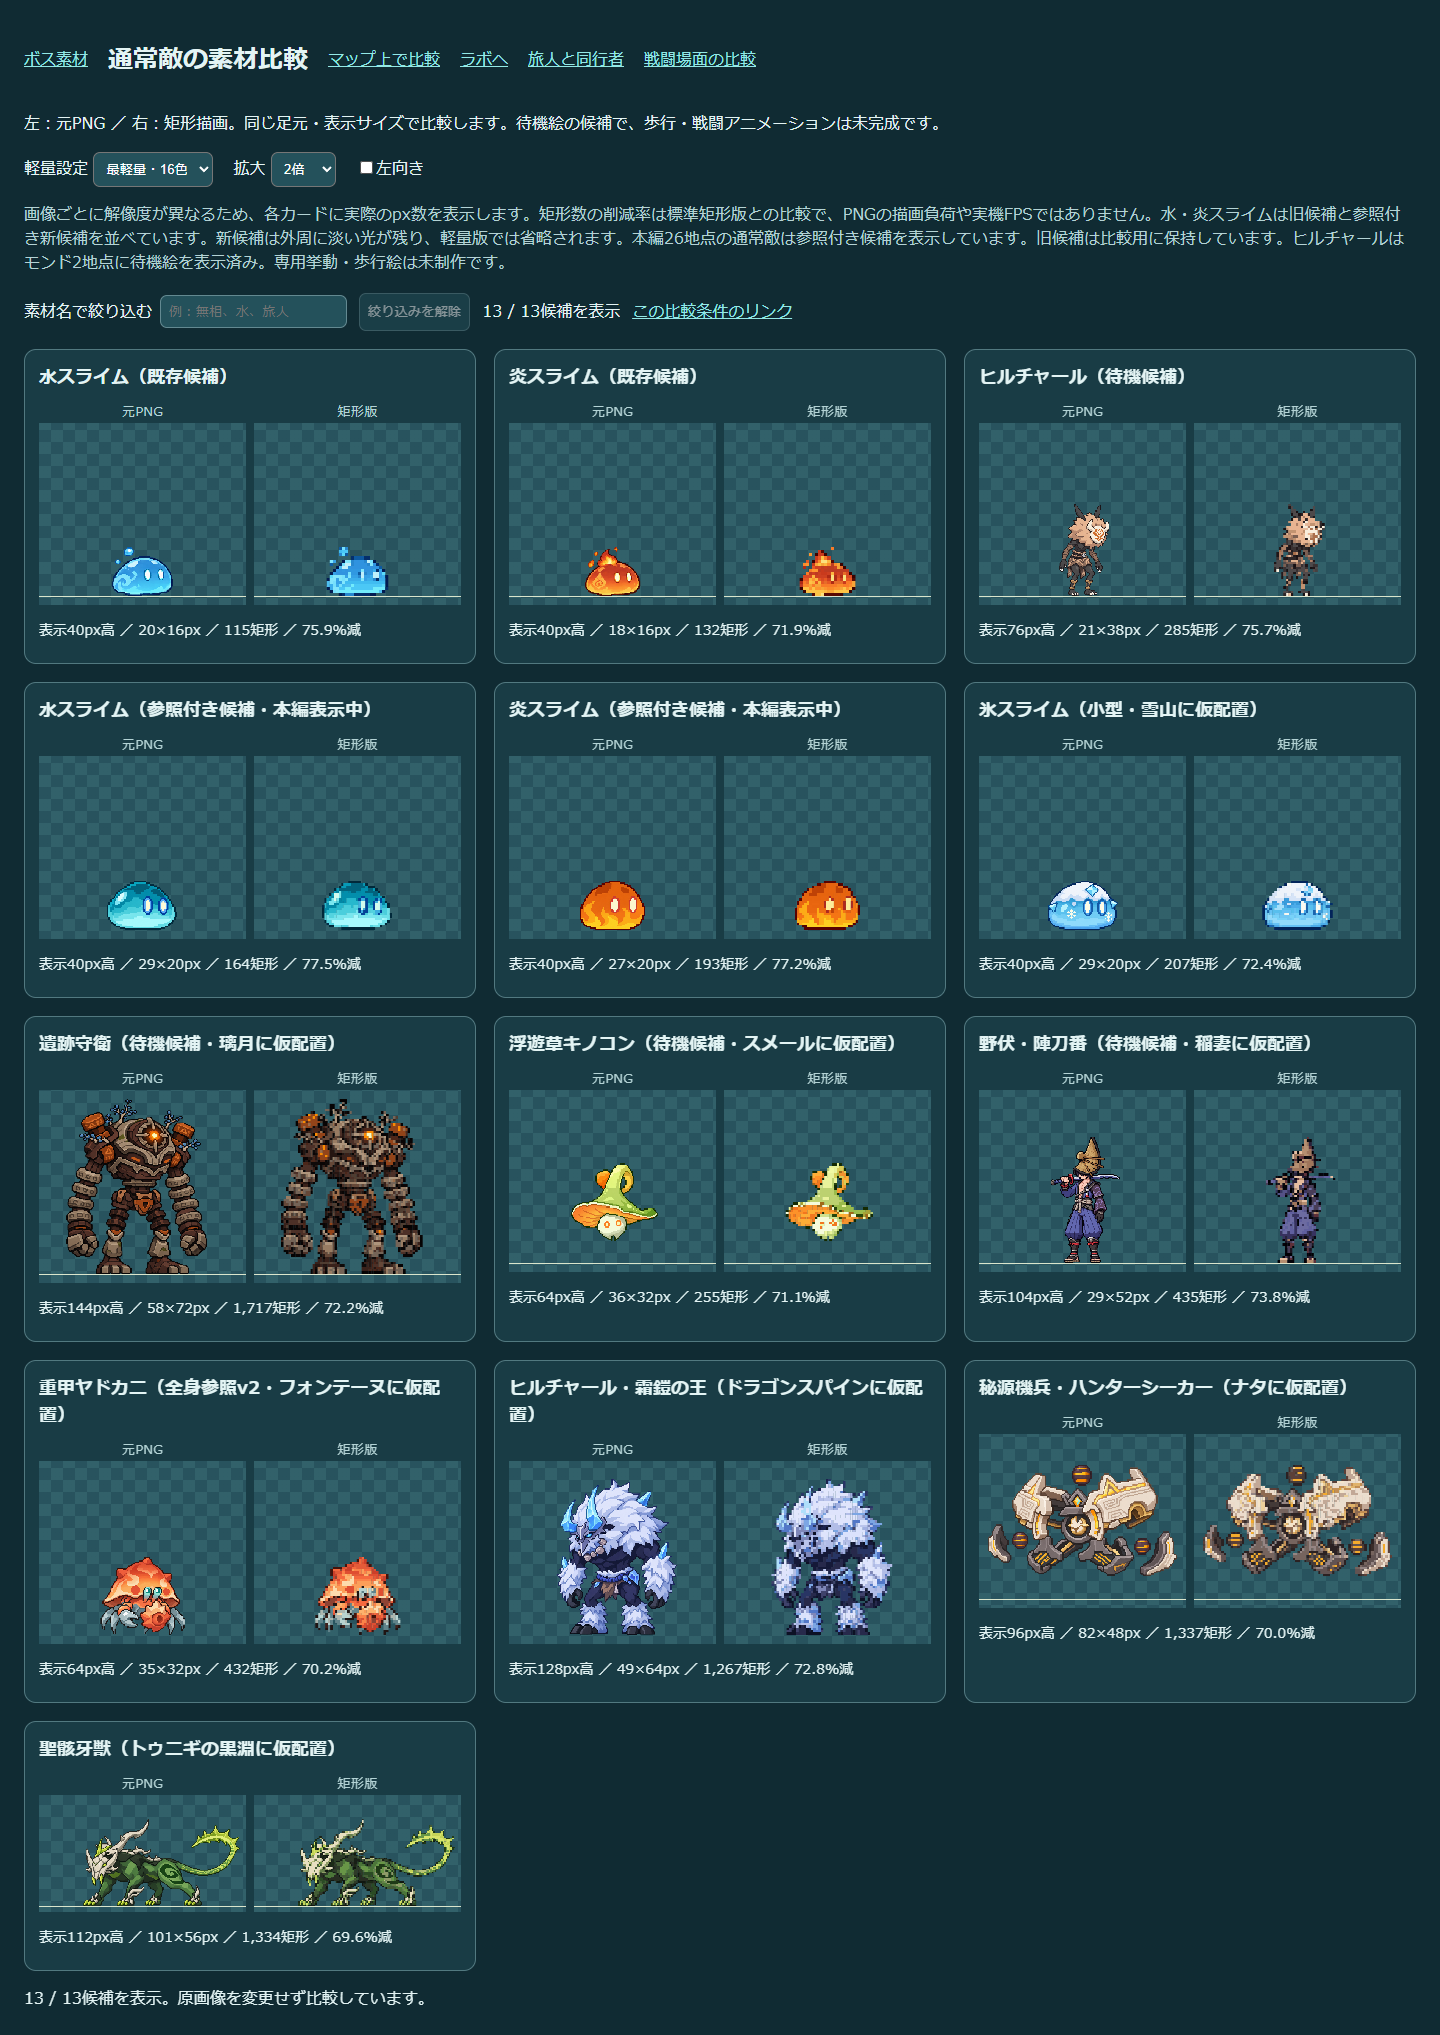 ボス素材 通常敵の素材比較 マップ上で比較 ラボへ 旅人と同行者 戦闘場面の比較
左：元PNG ／ 右：矩形描画。同じ足元・表示サイズで比較します。待機絵の候補で、歩行・戦闘アニメーションは未完成です。
軽量設定 最軽量・16色 拡大 2倍 左向き
画像ごとに解像度が異なるため、各カードに実際のpx数を表示します。矩形数の削減率は標準矩形版との比較で、PNGの描画負荷や実機FPSではありません。水・炎スライムは旧候補と参照付
き新候補を並べています。新候補は外周に淡い光が残り、軽量版では省略されます。本編26地点の通常敵は参照付き候補を表示しています。旧候補は比較用に保持しています。ヒルチャールは
モンド2地点に待機絵を表示済み。専用挙動・歩行絵は未制作です。
素材名で絞り込む 例：無相、水、旅人 絞り込みを解除 13 / 13候補を表示 この比較条件のリンク
水スライム（既存候補）
元PNG 矩形版
表示40px高 ／ 20×16px ／ 115矩形 ／ 75.9%減
炎スライム（既存候補）
元PNG 矩形版
表示40px高 ／ 18×16px ／ 132矩形 ／ 71.9%減
ヒルチャール（待機候補）
元PNG 矩形版
表示76px高 ／ 21×38px ／ 285矩形 ／ 75.7%減
水スライム（参照付き候補・本編表示中）
元PNG 矩形版
表示40px高 ／ 29×20px ／ 164矩形 ／ 77.5%減
炎スライム（参照付き候補・本編表示中）
元PNG 矩形版
表示40px高 ／ 27×20px ／ 193矩形 ／ 77.2%減
氷スライム（小型・雪山に仮配置）
元PNG 矩形版
表示40px高 ／ 29×20px ／ 207矩形 ／ 72.4%減
遺跡守衛（待機候補・璃月に仮配置）
元PNG 矩形版
表示144px高 ／ 58×72px ／ 1,717矩形 ／ 72.2%減
浮遊草キノコン（待機候補・スメールに仮配置）
元PNG 矩形版
表示64px高 ／ 36×32px ／ 255矩形 ／ 71.1%減
野伏・陣刀番（待機候補・稲妻に仮配置）
元PNG 矩形版
表示104px高 ／ 29×52px ／ 435矩形 ／ 73.8%減
重甲ヤドカニ（全身参照v2・フォンテーヌに仮配
置）
元PNG 矩形版
表示64px高 ／ 35×32px ／ 432矩形 ／ 70.2%減
ヒルチャール・霜鎧の王（ドラゴンスパインに仮配
置）
元PNG 矩形版
表示128px高 ／ 49×64px ／ 1,267矩形 ／ 72.8%減
秘源機兵・ハンターシーカー（ナタに仮配置）
元PNG 矩形版
表示96px高 ／ 82×48px ／ 1,337矩形 ／ 70.0%減
聖骸牙獣（トゥニギの黒淵に仮配置）
元PNG 矩形版
表示112px高 ／ 101×56px ／ 1,334矩形 ／ 69.6%減
13 / 13候補を表示。原画像を変更せず比較しています。